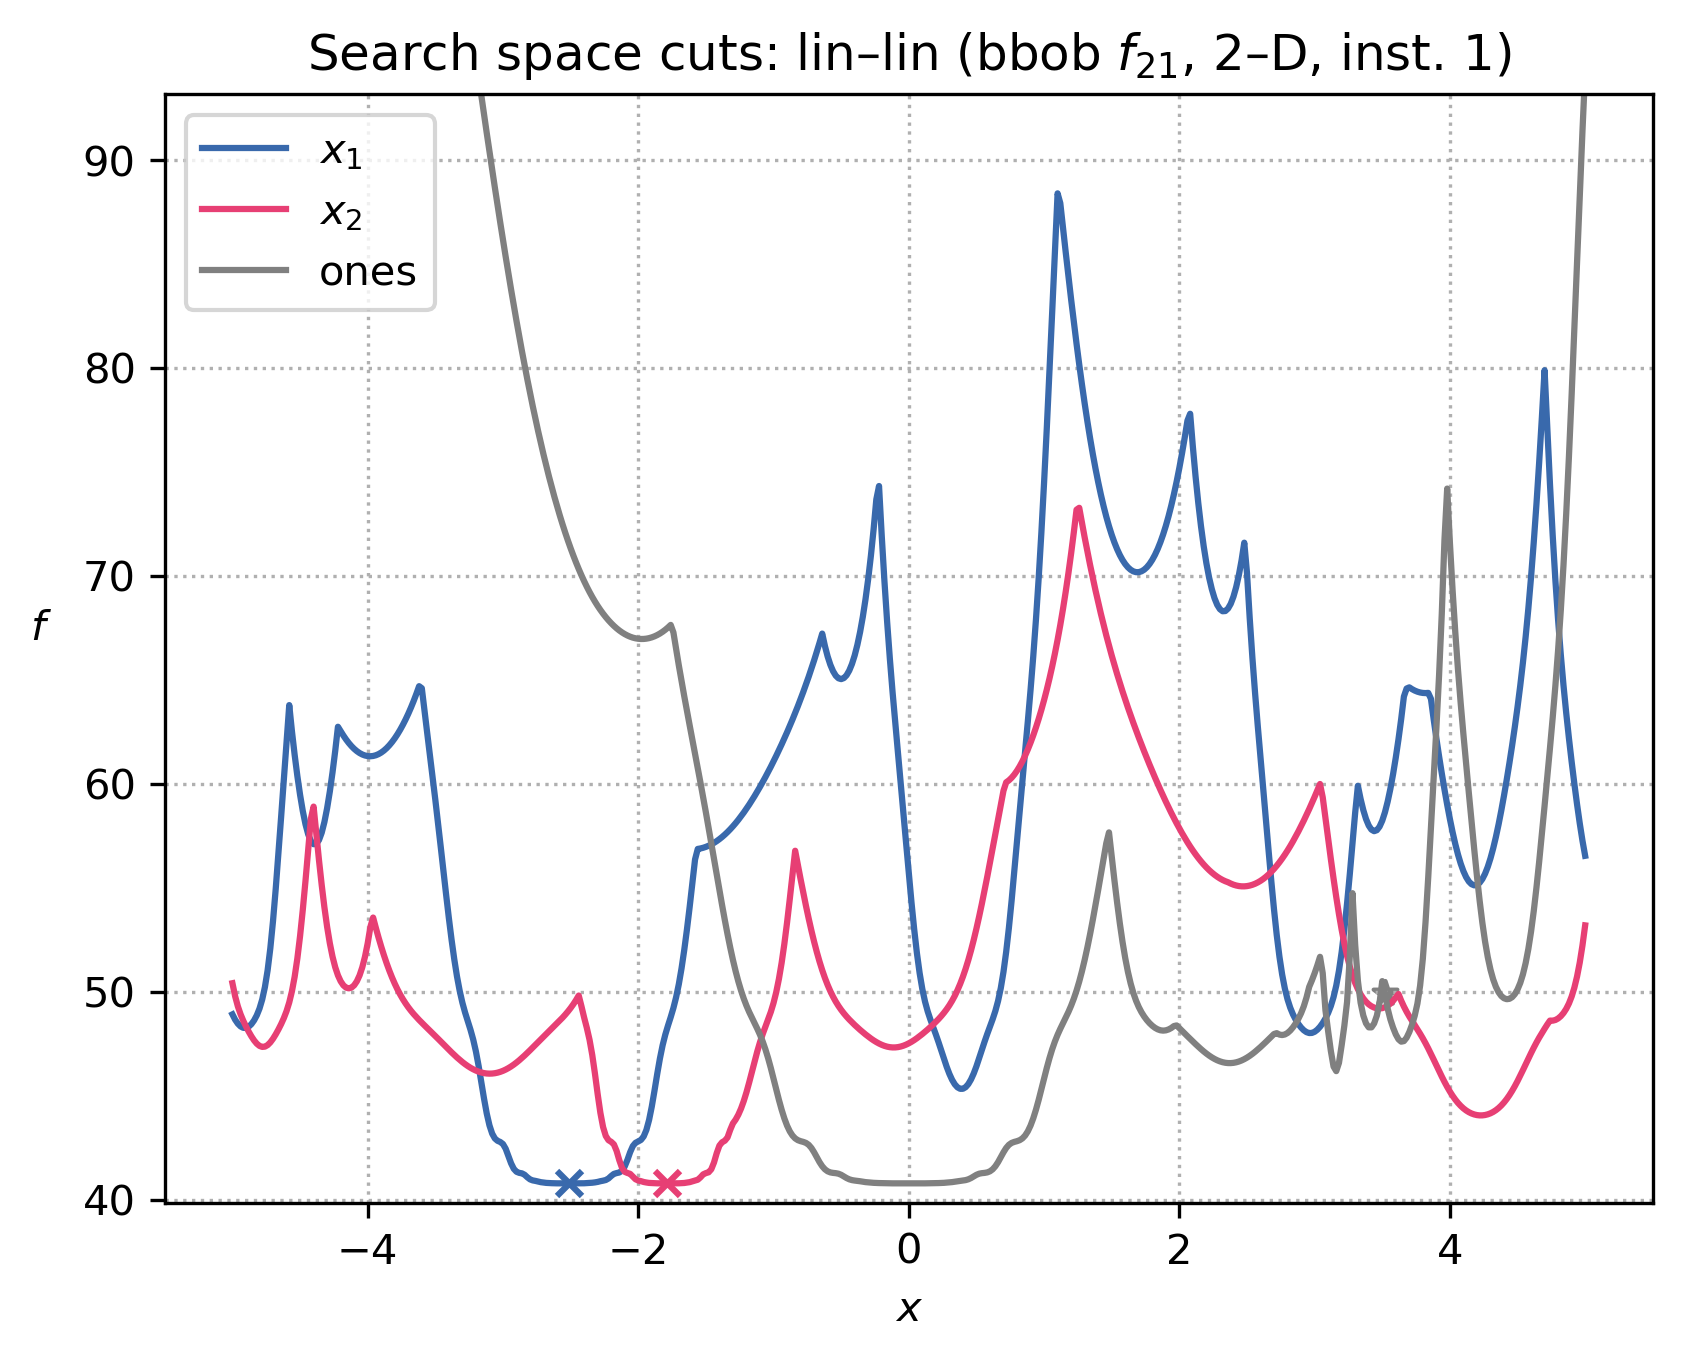 Search space cuts: lin–lin (bbob f₂₁, 2–D, inst. 1)
x₁
x₂
ones
90
80
70
60
50
40
f
−4 −2 0 2 4
x